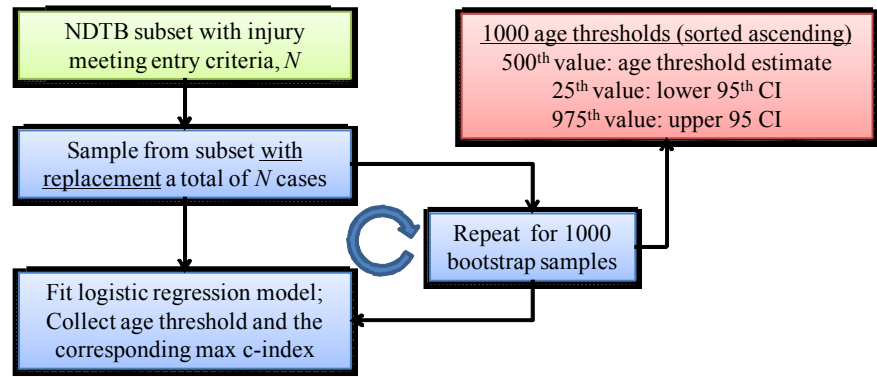 NDTB subset with injury
meeting entry criteria, N
1000 age thresholds (sorted ascending)
500th value: age threshold estimate
25th value: lower 95th CI
975th value: upper 95 CI
Sample from subset with
replacement a total of N cases
Repeat for 1000
bootstrap samples
Fit logistic regression model;
Collect age threshold and the
corresponding max c-index